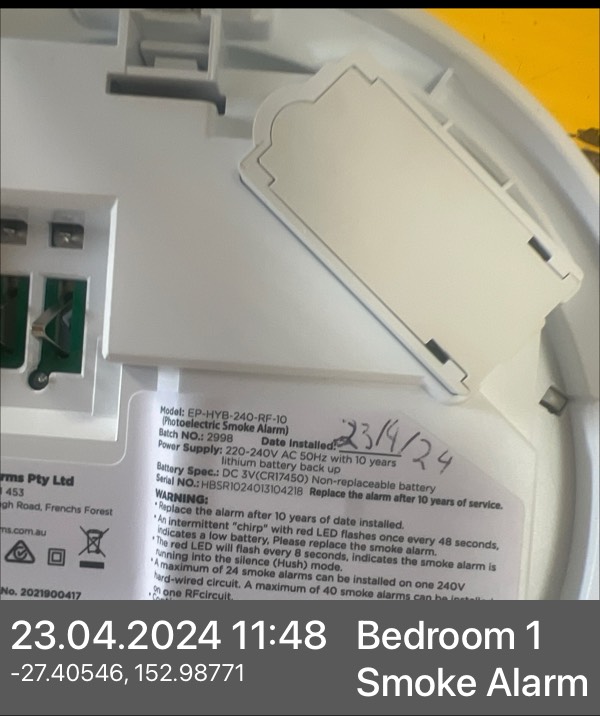 Model: EP-HYB-240-RF-10
(Photoelectric Smoke Alarm)
Batch NO.: 2998 Date Installed: 23/4/24
Power Supply: 220-240V AC 50Hz with 10 years
lithium battery back up
Battery Spec.: DC 3V(CR17450) Non-replaceable battery
Serial NO.: HBSR1024013104218 Replace the alarm after 10 years of service.
WARNING:
• Replace the alarm after 10 years of date installed.
• An intermittent "chirp" with red LED flashes once every 48 seconds,
indicates a low battery, Please replace the smoke alarm.
• The red LED will flash every 8 seconds, indicates the smoke alarm is
running into the silence (Hush) mode.
• A maximum of 24 smoke alarms can be installed on one 240V
hard-wired circuit. A maximum of 40 smoke alarms can be
in one RFcircuit.
rms Pty Ltd
453
gh Road, Frenchs Forest
ms.com.au
No. 2021900417
23.04.2024 11:48 Bedroom 1
-27.40546, 152.98771 Smoke Alarm